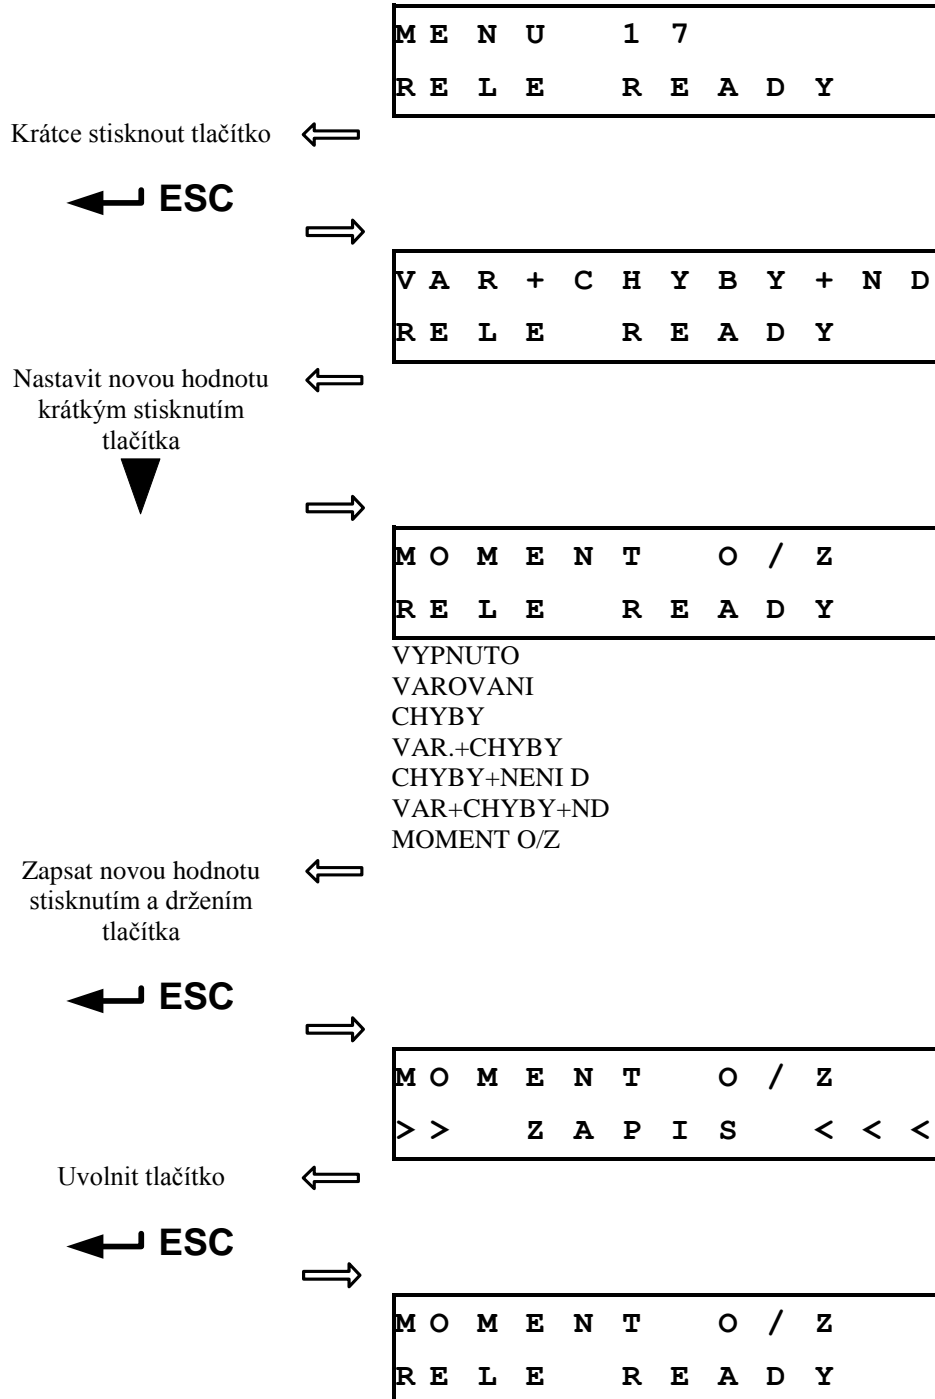 MENU 17
RELE READY
Krátce stisknout tlačítko
ESC
VAR+CHYBY+ND
RELE READY
Nastavit novou hodnotu
krátkým stisknutím
tlačítka
MOMENT O/Z
RELE READY
VYPNUTO
VAROVANI
CHYBY
VAR.+CHYBY
CHYBY+NENI D
VAR+CHYBY+ND
MOMENT O/Z
Zapsat novou hodnotu
stisknutím a držením
tlačítka
ESC
MOMENT O/Z
>> ZAPIS <<<
Uvolnit tlačítko
ESC
MOMENT O/Z
RELE READY